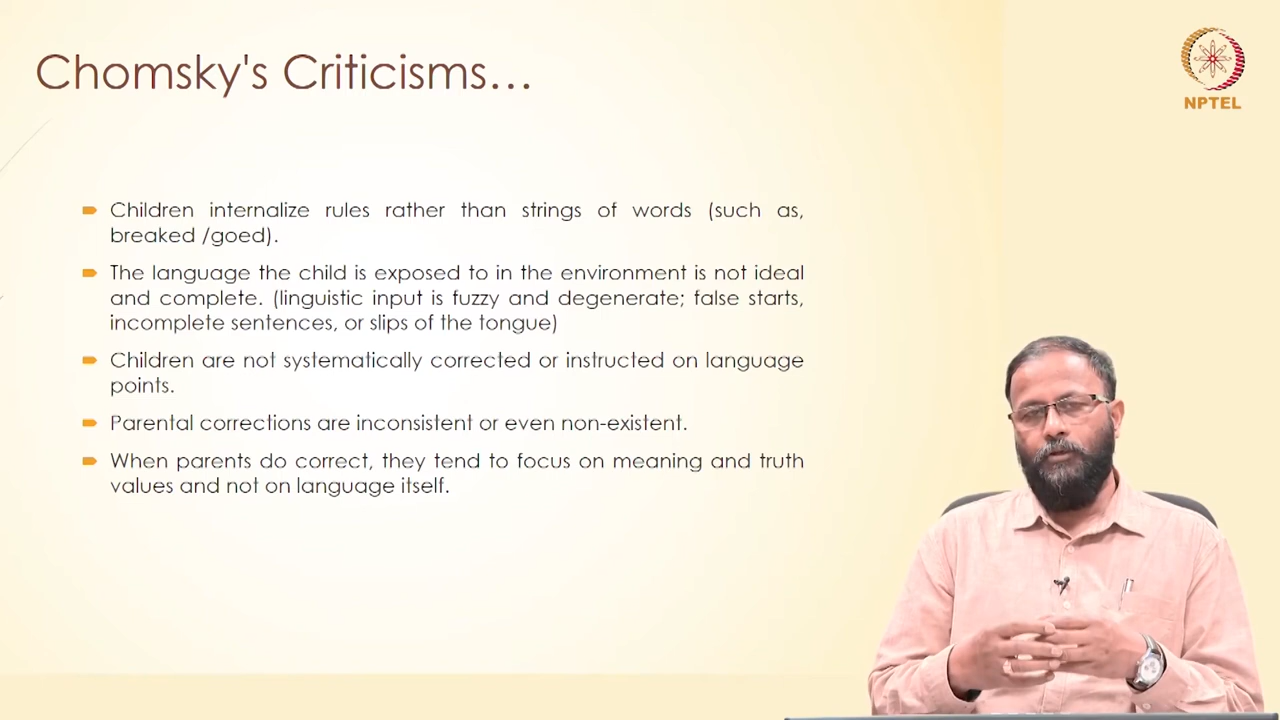 Chomsky's Criticisms...
NPTEL
Children internalize rules rather than strings of words (such as,
breaked /goed).
The language the child is exposed to in the environment is not ideal
and complete. (linguistic input is fuzzy and degenerate; false starts,
incomplete sentences, or slips of the tongue)
Children are not systematically corrected or instructed on language
points.
Parental corrections are inconsistent or even non-existent.
When parents do correct, they tend to focus on meaning and truth
values and not on language itself.